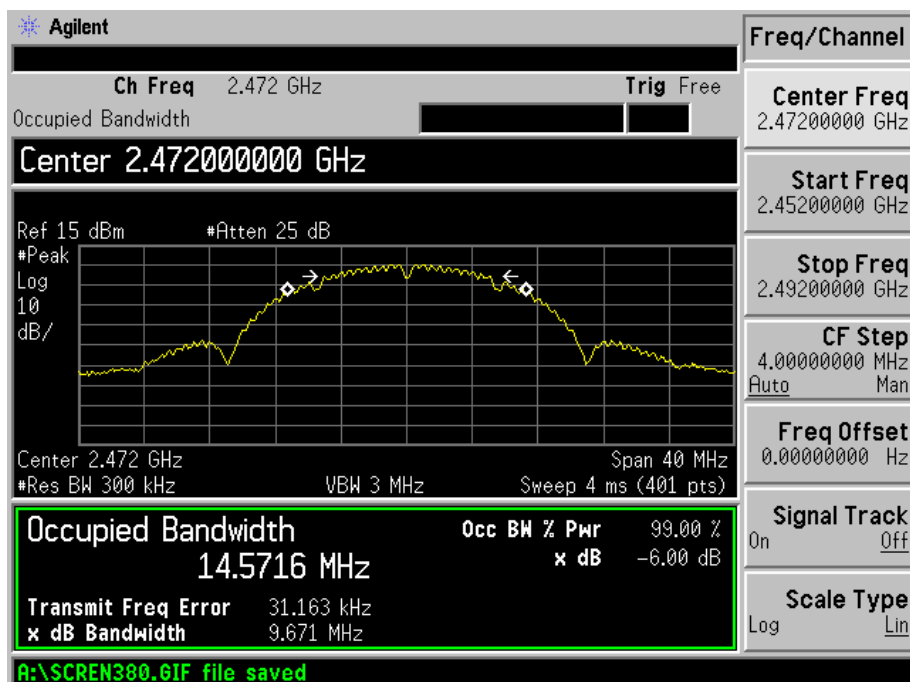 Agilent
Freq/Channel
Ch Freq 2.472 GHz Trig Free
Occupied Bandwidth
Center 2.472000000 GHz
Ref 15 dBm #Atten 25 dB
#Peak
Log
10
dB/
Center 2.472 GHz Span 40 MHz
#Res BW 300 kHz VBW 3 MHz Sweep 4 ms (401 pts)
Occupied Bandwidth
14.5716 MHz
Occ BW % Pwr 99.00 %
x dB -6.00 dB
Transmit Freq Error 31.163 kHz
x dB Bandwidth 9.671 MHz
A:\SCREN380.GIF file saved
Center Freq
2.47200000 GHz
Start Freq
2.45200000 GHz
Stop Freq
2.49200000 GHz
CF Step
4.00000000 MHz
Auto Man
Freq Offset
0.00000000 Hz
Signal Track
On Off
Scale Type
Log Lin